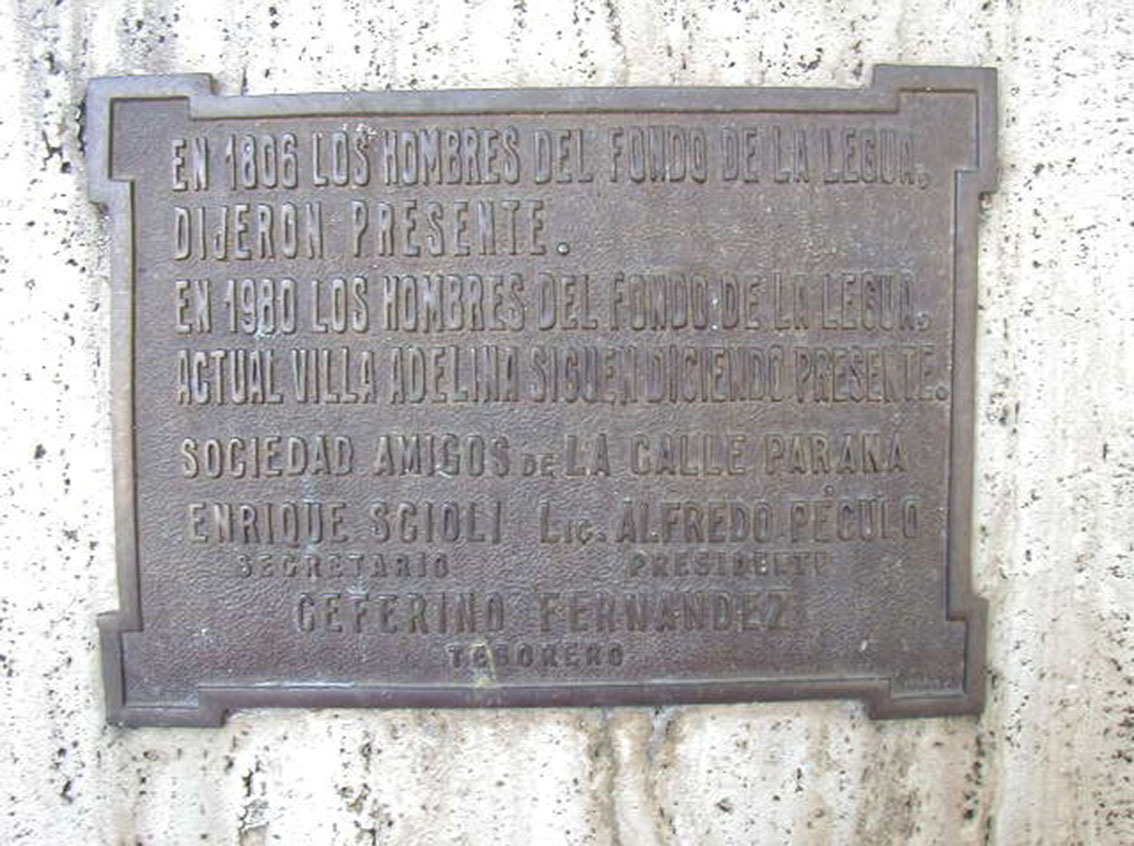 EN 1806 LOS HOMBRES DEL FONDO DE LA LEGUA,
DIJERON PRESENTE.
EN 1980 LOS HOMBRES DEL FONDO DE LA LEGUA,
ACTUAL VILLA ADELINA SIGUEN DICIENDO PRESENTE.
SOCIEDAD AMIGOS DE LA CALLE PARANÁ
ENRIQUE SCIOLI LIC. ALFREDO PÉCULO
SECRETARIO PRESIDENTE
CEFERINO FERNANDEZ
TESORERO